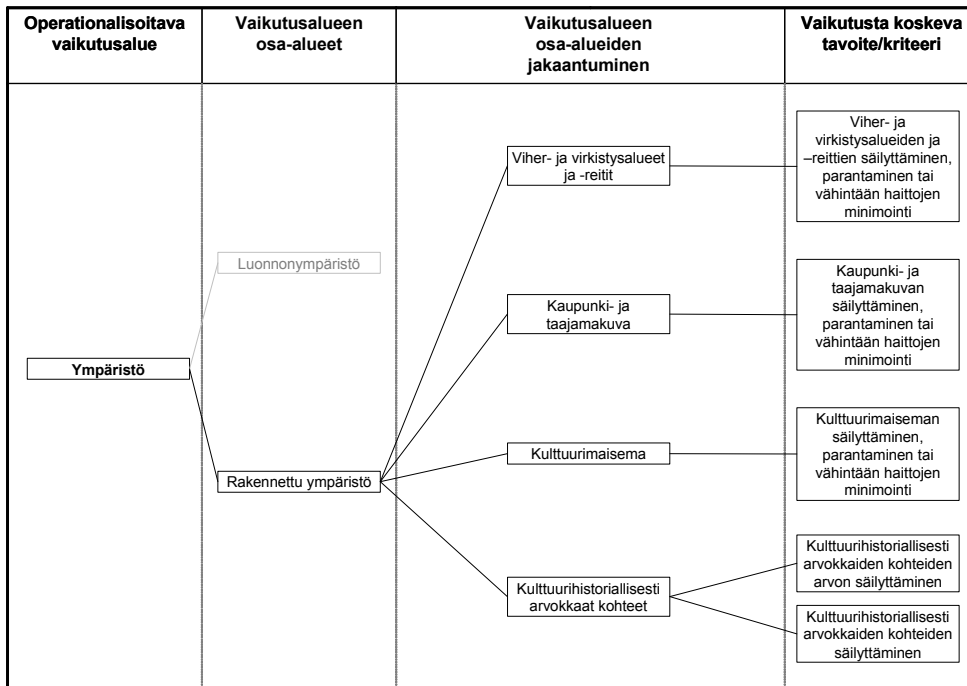 Operationalisoitava
vaikutusalue
Vaikutusalueen
osa-alueet
Vaikutusalueen
osa-alueiden
jakaantuminen
Vaikutusta koskeva
tavoite/kriteeri
Ympäristö
Luonnonympäristö
Rakennettu ympäristö
Viher- ja virkistysalueet
ja -reitit
Kaupunki- ja
taajamakuva
Kulttuurimaisema
Kulttuurihistoriallisesti
arvokkaat kohteet
Viher- ja
virkistysalueiden ja
–reittien säilyttäminen,
parantaminen tai
vähintään haittojen
minimointi
Kaupunki- ja
taajamakuvan
säilyttäminen,
parantaminen tai
vähintään haittojen
minimointi
Kulttuurimaiseman
säilyttäminen,
parantaminen tai
vähintään haittojen
minimointi
Kulttuurihistoriallisesti
arvokkaiden kohteiden
arvon säilyttäminen
Kulttuurihistoriallisesti
arvokkaiden kohteiden
säilyttäminen